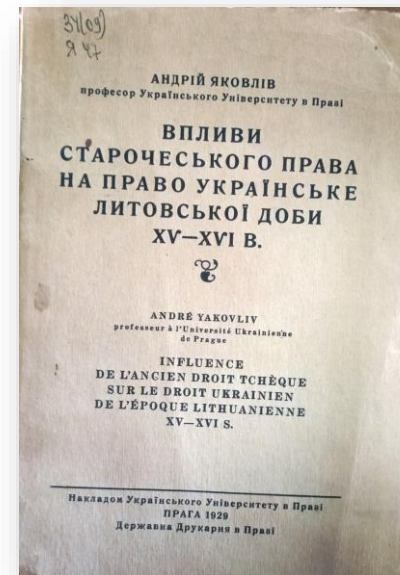 34(09)
Я 47
АНДРІЙ ЯКОВЛІВ
професор Українського Університету в Празі
ВПЛИВИ
СТАРОЧЕСЬКОГО ПРАВА
НА ПРАВО УКРАЇНСЬКЕ
ЛИТОВСЬКОЇ ДОБИ
XV—XVI В.
ANDRÉ YAKOVLIV
professeur à l'Université Ukrainienne
de Prague
INFLUENCE
DE L'ANCIEN DROIT TCHÈQUE
SUR LE DROIT UKRAINIEN
DE L'ÉPOQUE LITHUANIENNE
XV—XVI S.
Накладом Українського Університету в Празі
ПРАГА 1929
Державна Друкарня в Празі